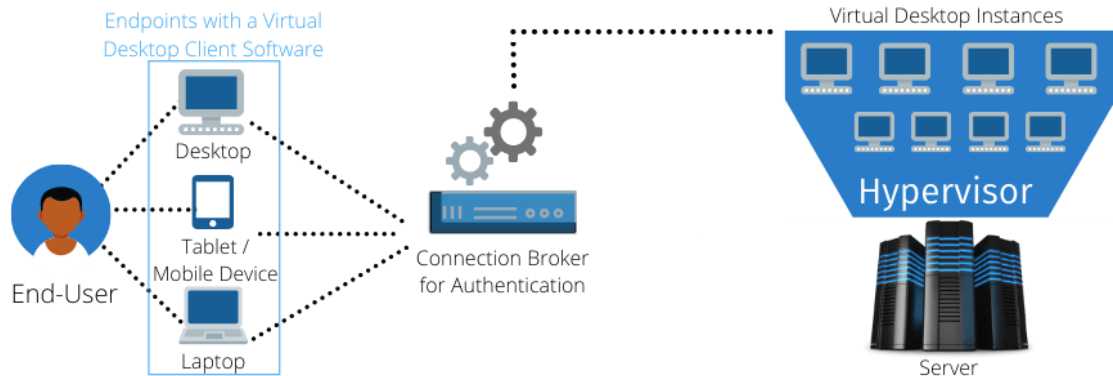 Endpoints with a Virtual
Desktop Client Software
Desktop
Tablet /
Mobile Device
Laptop
End-User
Connection Broker
for Authentication
Virtual Desktop Instances
Hypervisor
Server